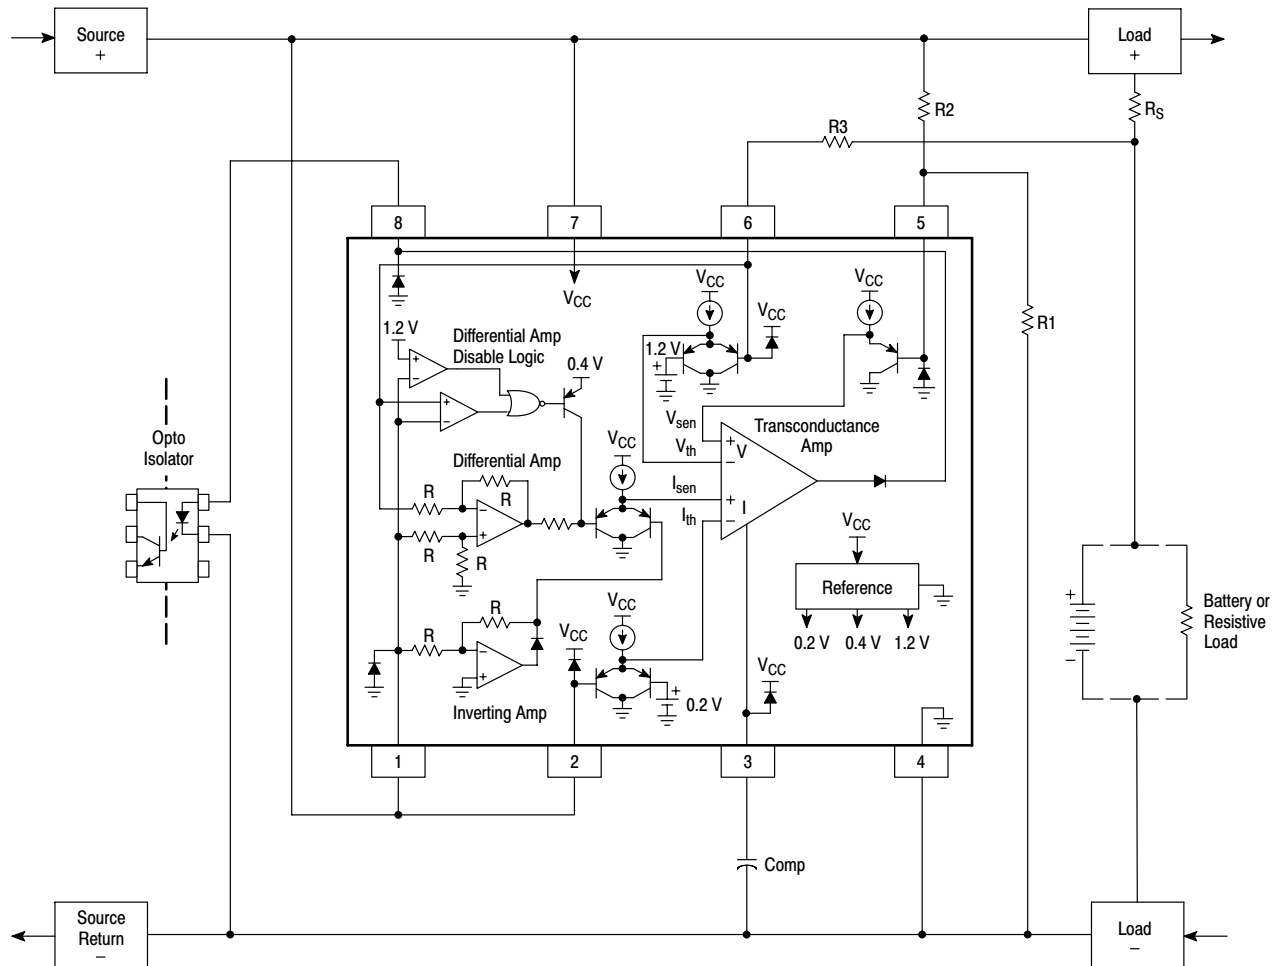 Source
+
Load
+
R2
RS
R3
8
7
6
5
VCC
VCC
VCC
VCC
R1
1.2 V
Differential Amp
Disable Logic
0.4 V
1.2 V
+
+
−
+
−
Vsen
Vth
Isen
Ith
+
V
−
+
I
−
Transconductance
Amp
Opto
Isolator
Differential Amp
VCC
R
R
−
+
R
R
VCC
Reference
0.2 V
0.4 V
1.2 V
+
−
Battery or
Resistive
Load
R
R
−
+
VCC
VCC
VCC
+
0.2 V
Inverting Amp
1
2
3
4
Comp
Source
Return
−
Load
−